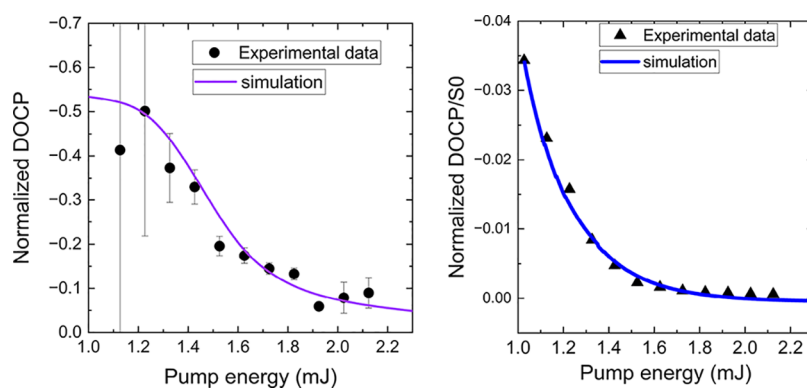 -0.7
-0.6
-0.5
-0.4
-0.3
-0.2
-0.1
0.0
Normalized DOCP
Experimental data
simulation
1.0 1.2 1.4 1.6 1.8 2.0 2.2
Pump energy (mJ)
-0.04
-0.03
-0.02
-0.01
0.00
Normalized DOCP/S0
Experimental data
simulation
1.0 1.2 1.4 1.6 1.8 2.0 2.2
Pump energy (mJ)